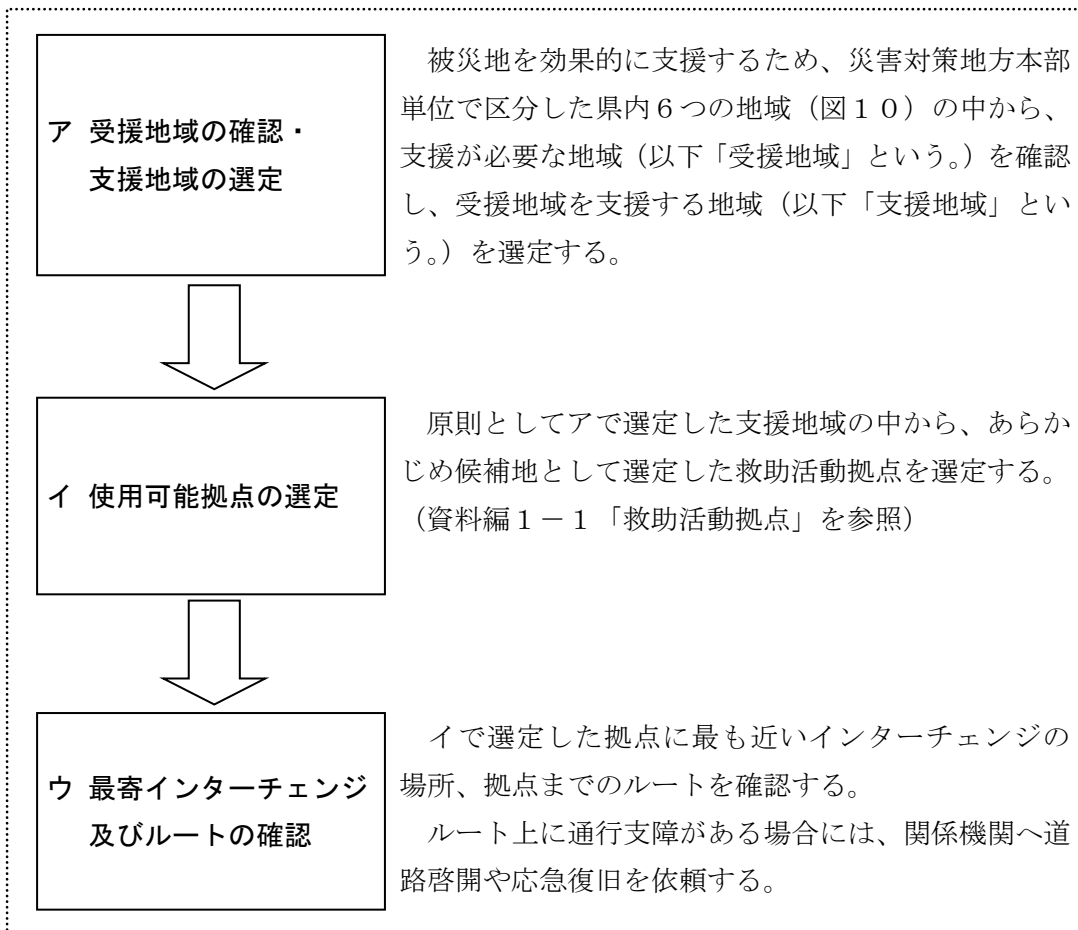 ア 受援地域の確認・
支援地域の選定
被災地を効果的に支援するため、災害対策地方本部
単位で区分した県内６つの地域（図１０）の中から、
支援が必要な地域（以下「受援地域」という。）を確認
し、受援地域を支援する地域（以下「支援地域」とい
う。）を選定する。
イ 使用可能拠点の選定
原則としてアで選定した支援地域の中から、あらか
じめ候補地として選定した救助活動拠点を選定する。
（資料編１－１「救助活動拠点」を参照）
ウ 最寄インターチェンジ
及びルートの確認
イで選定した拠点に最も近いインターチェンジの
場所、拠点までのルートを確認する。
ルート上に通行支障がある場合には、関係機関へ道
路啓開や応急復旧を依頼する。